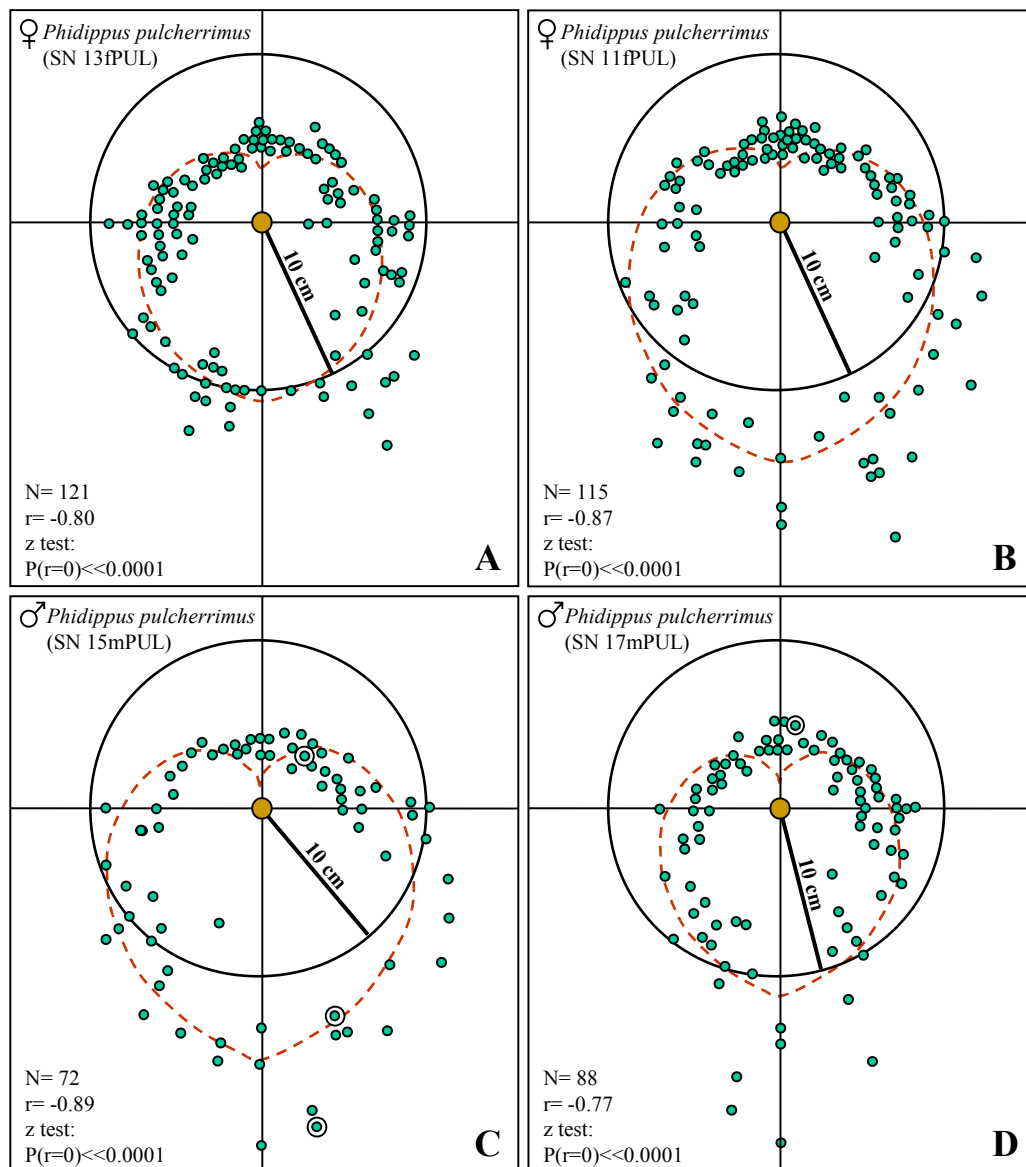 ♀ Phidippus pulcherrimus
(SN 13fPUL)
10 cm
N= 121
r= -0.80
z test:
P(r=0)<<0.0001
A
♀ Phidippus pulcherrimus
(SN 11fPUL)
10 cm
N= 115
r= -0.87
z test:
P(r=0)<<0.0001
B
♂ Phidippus pulcherrimus
(SN 15mPUL)
10 cm
N= 72
r= -0.89
z test:
P(r=0)<<0.0001
C
♂ Phidippus pulcherrimus
(SN 17mPUL)
10 cm
N= 88
r= -0.77
z test:
P(r=0)<<0.0001
D